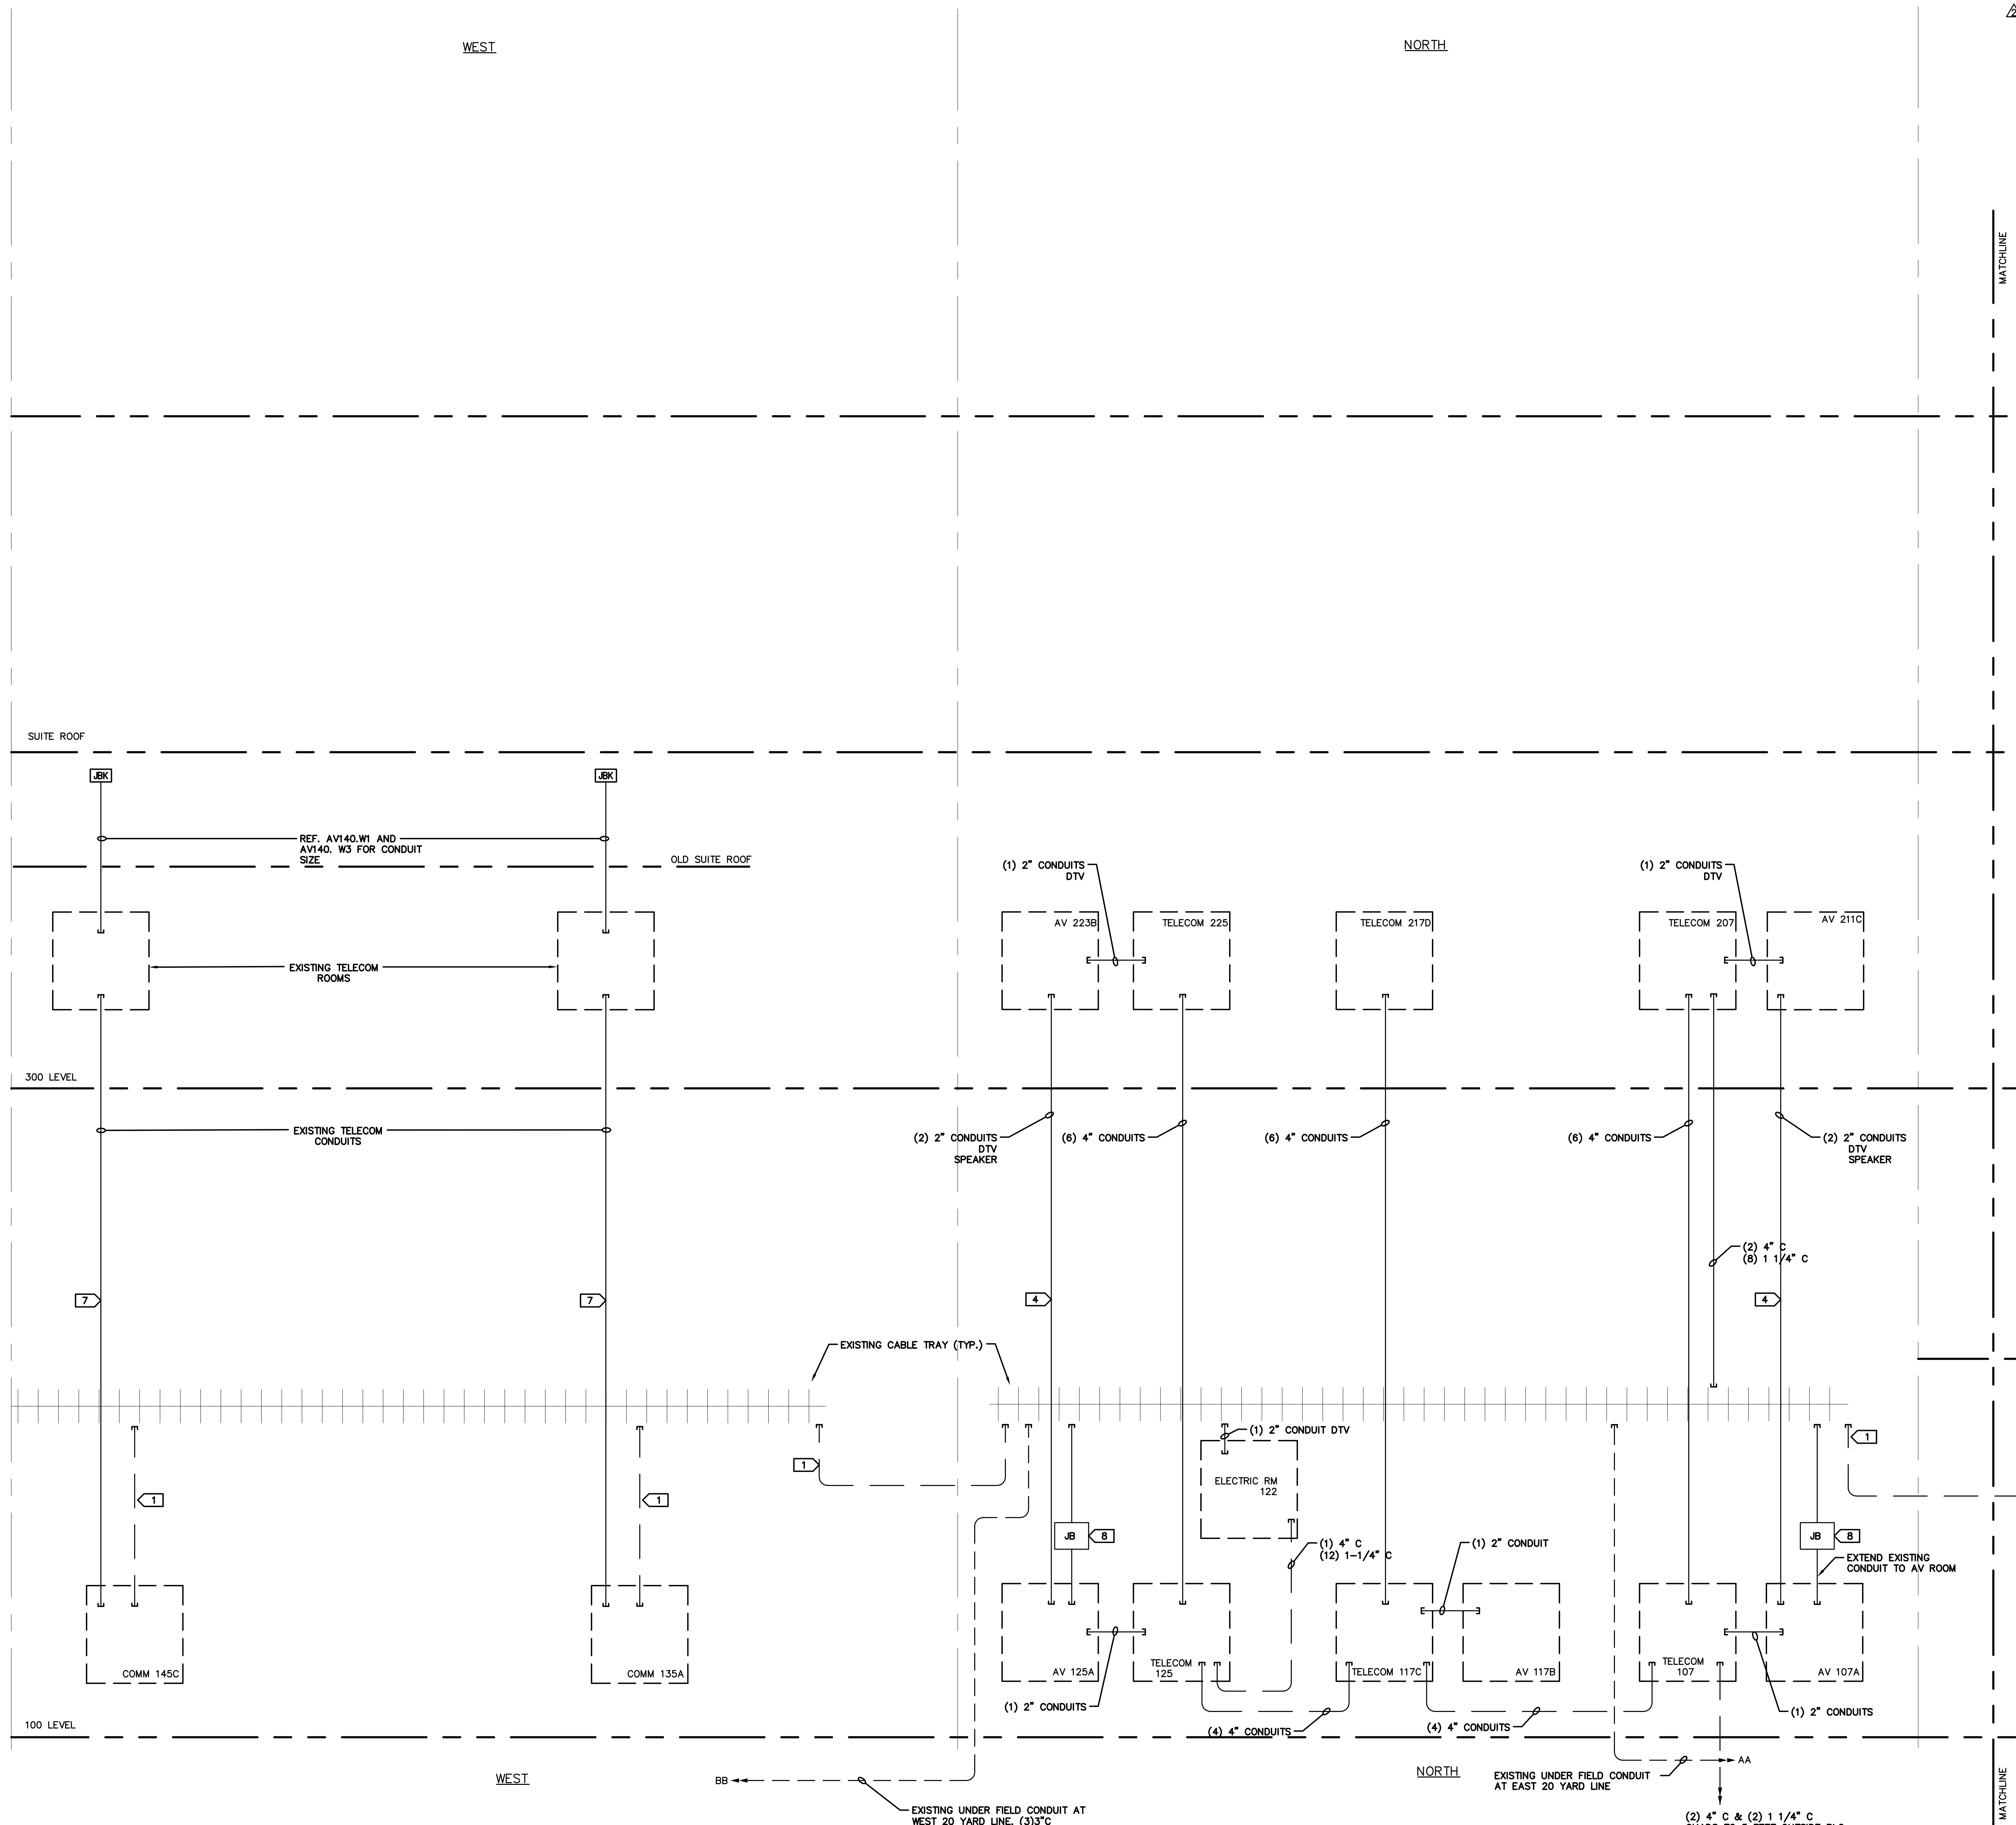 WEST
NORTH
2
MATCHLINE
SUITE ROOF
JBK
JBK
REF. AV140.W1 AND
AV140. W3 FOR CONDUIT
SIZE
OLD SUITE ROOF
(1) 2" CONDUITS
DTV
(1) 2" CONDUITS
DTV
AV 223B
TELECOM 225
TELECOM 217D
TELECOM 207
AV 211C
EXISTING TELECOM
ROOMS
300 LEVEL
EXISTING TELECOM
CONDUITS
(2) 2" CONDUITS
DTV
SPEAKER
(6) 4" CONDUITS
(6) 4" CONDUITS
(6) 4" CONDUITS
(2) 2" CONDUITS
DTV
SPEAKER
(2) 4" C
(8) 1 1/4" C
7
7
4
4
EXISTING CABLE TRAY (TYP.)
(1) 2" CONDUIT DTV
1
1
ELECTRIC RM
122
1
1
JB
8
(1) 4" C
(12) 1-1/4" C
(1) 2" CONDUIT
JB
8
EXTEND EXISTING
CONDUIT TO AV ROOM
COMM 145C
COMM 135A
AV 125A
TELECOM
125
TELECOM 117C
AV 117B
TELECOM
107
AV 107A
(1) 2" CONDUITS
(4) 4" CONDUITS
(4) 4" CONDUITS
(1) 2" CONDUITS
100 LEVEL
WEST
BB
NORTH
EXISTING UNDER FIELD CONDUIT
AT EAST 20 YARD LINE
AA
EXISTING UNDER FIELD CONDUIT AT
WEST 20 YARD LINE. (3)3"C
(2) 4" C & (2) 1 1/4" C
MATCHLINE